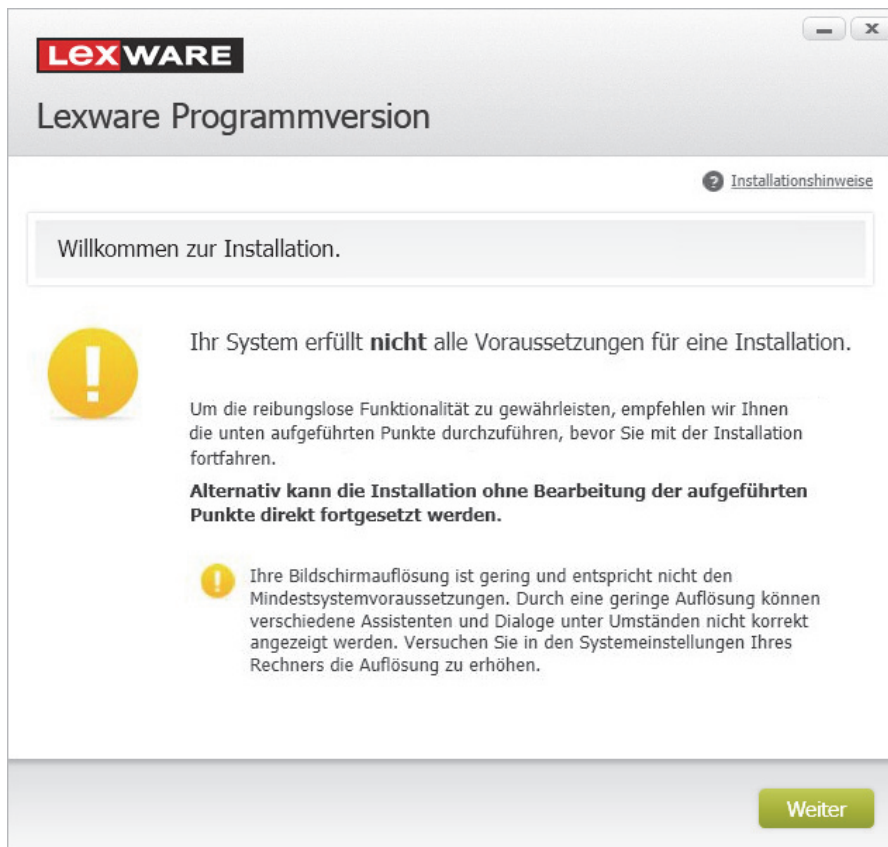 LEXWARE
Lexware Programmversion
Installationshinweise
Willkommen zur Installation.
Ihr System erfüllt nicht alle Voraussetzungen für eine Installation.
Um die reibungslose Funktionalität zu gewährleisten, empfehlen wir Ihnen
die unten aufgeführten Punkte durchzuführen, bevor Sie mit der Installation
fortfahren.
Alternativ kann die Installation ohne Bearbeitung der aufgeführten
Punkte direkt fortgesetzt werden.
Ihre Bildschirmauflösung ist gering und entspricht nicht den
Mindestsystemvoraussetzungen. Durch eine geringe Auflösung können
verschiedene Assistenten und Dialoge unter Umständen nicht korrekt
angezeigt werden. Versuchen Sie in den Systemeinstellungen Ihres
Rechners die Auflösung zu erhöhen.
Weiter